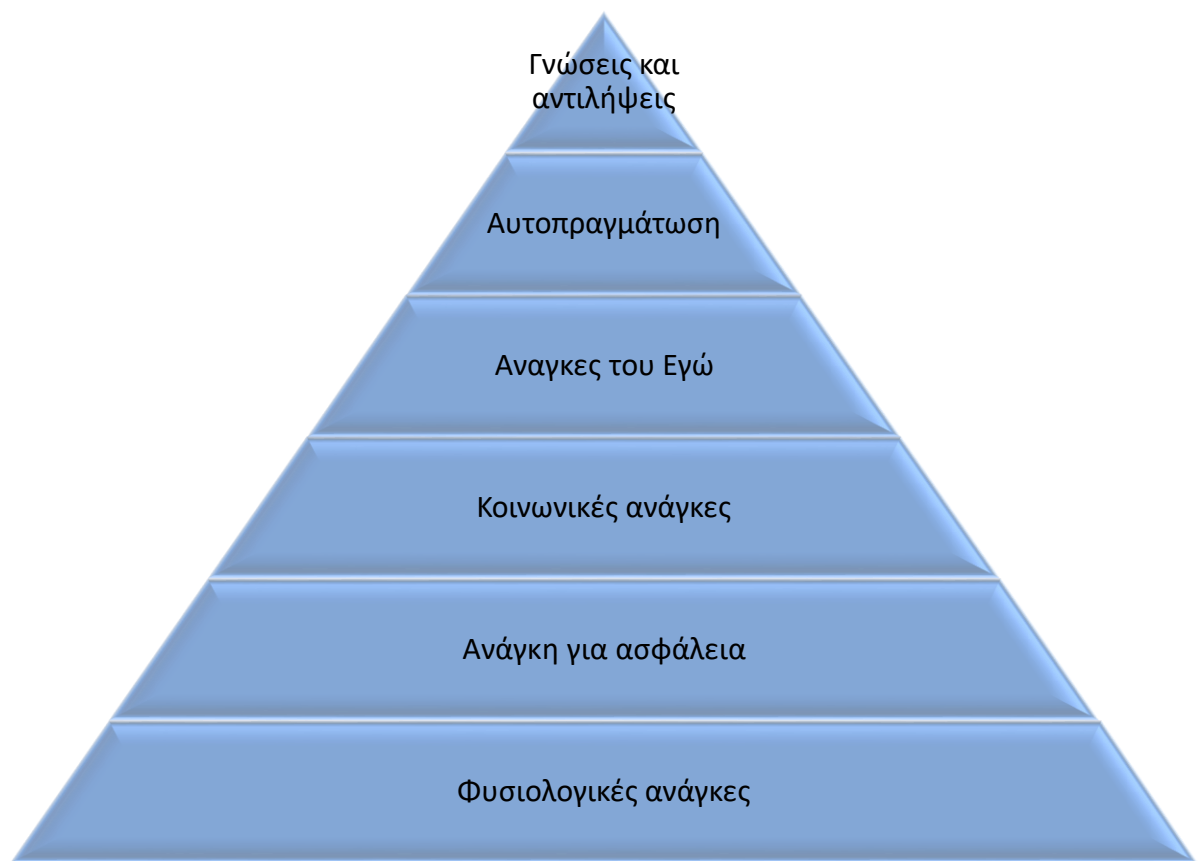 Γνώσεις και
αντιλήψεις
Αυτοπραγμάτωση
Αναγκες του Εγώ
Κοινωνικές ανάγκες
Ανάγκη για ασφάλεια
Φυσιολογικές ανάγκες